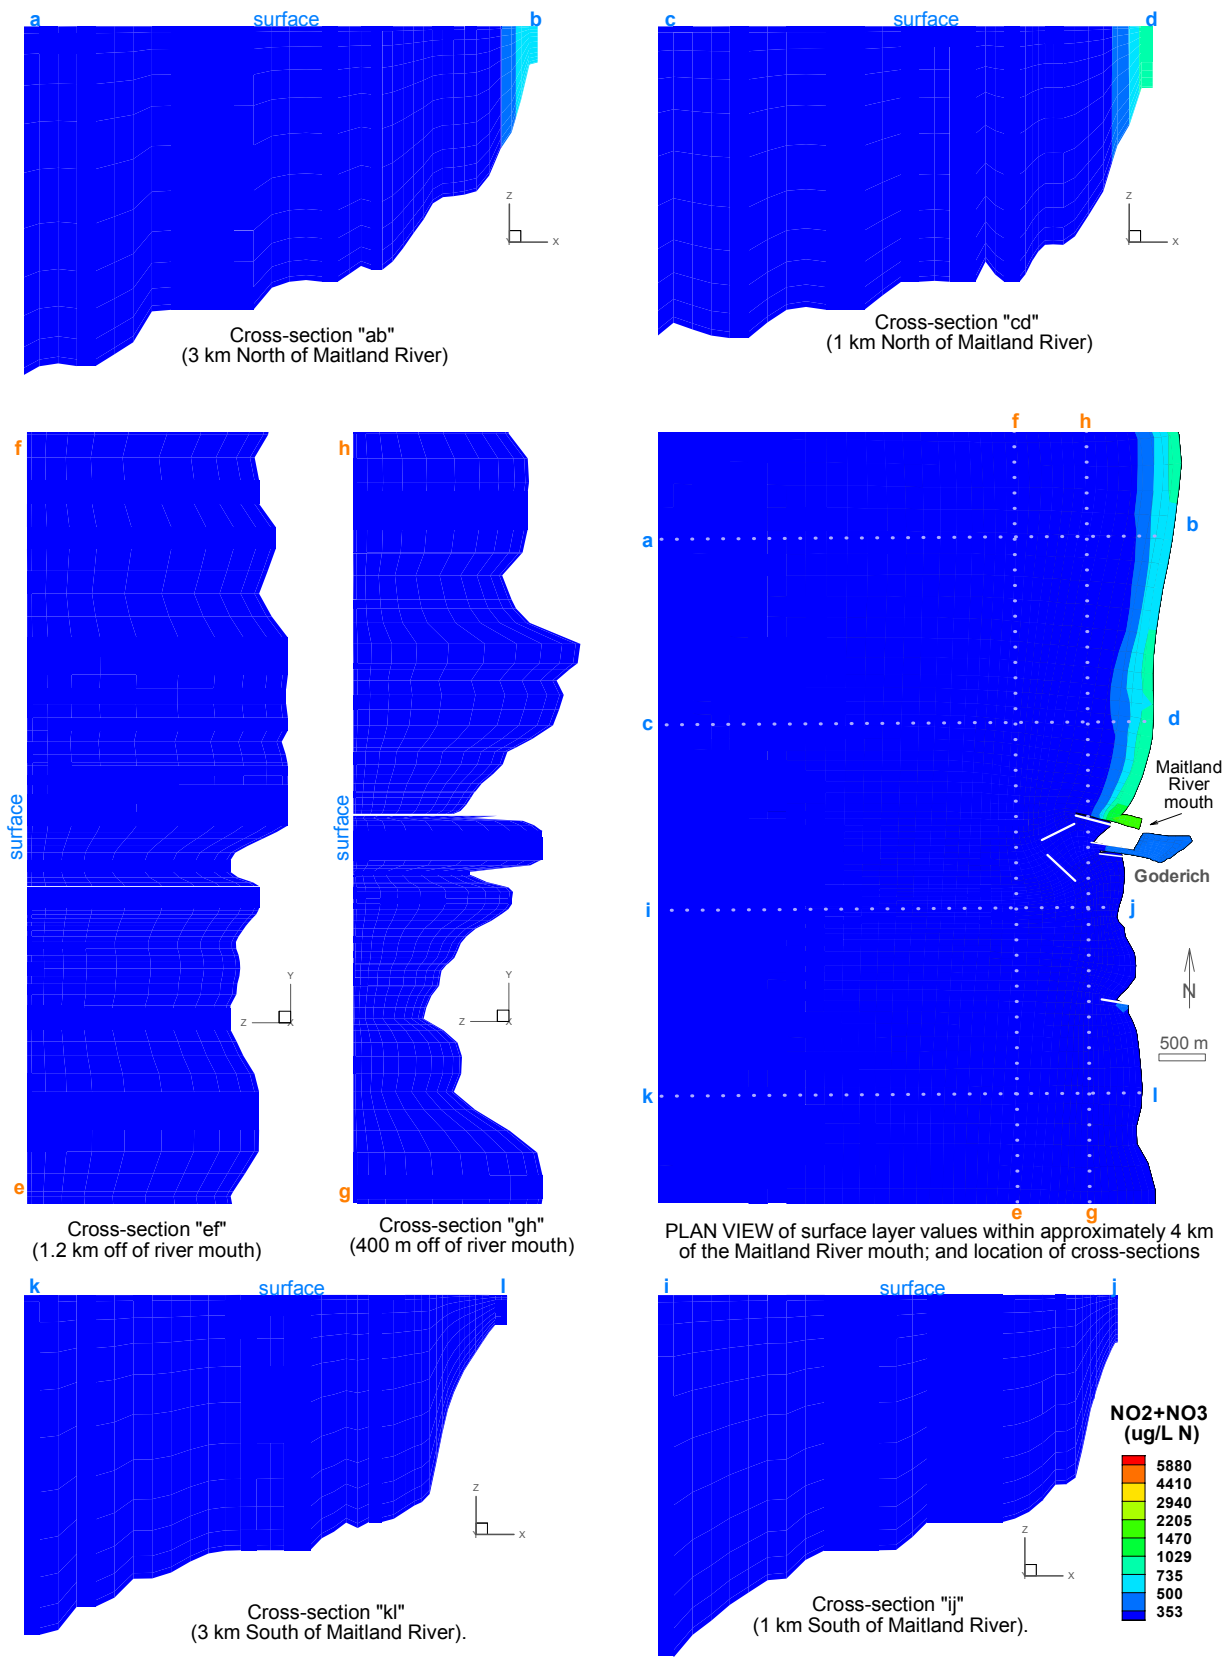 a
surface
b
c
surface
d
Z
Y
X
Z
Y
X
Cross-section "ab"
(3 km North of Maitland River)
Cross-section "cd"
(1 km North of Maitland River)
f
h
f
h
surface
surface
a
b
c
d
Maitland
River
mouth
Goderich
i
j
N
500 m
k
l
Y
Z
X
Y
Z
X
e
g
e
g
Cross-section "ef"
(1.2 km off of river mouth)
Cross-section "gh"
(400 m off of river mouth)
PLAN VIEW of surface layer values within approximately 4 km
of the Maitland River mouth; and location of cross-sections
k
surface
l
i
surface
j
Z
Y
X
Z
Y
X
NO2+NO3
(ug/L N)
5880
4410
2940
2205
1470
1029
735
500
353
Cross-section "kl"
(3 km South of Maitland River).
Cross-section "ij"
(1 km South of Maitland River).